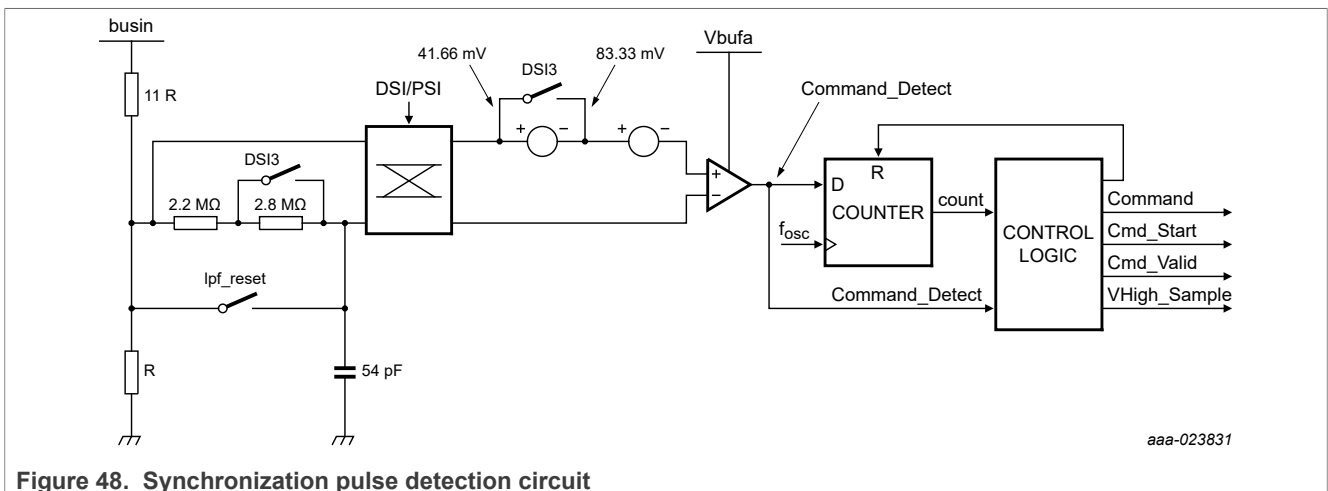 busin
11 R
DSI3
2.2 MΩ
2.8 MΩ
lpf_reset
R
54 pF
DSI/PSI
41.66 mV
DSI3
83.33 mV
+ − + −
Vbufa
+
−
Command_Detect
D
R
COUNTER
fosc
count
Command_Detect
CONTROL
LOGIC
Command
Cmd_Start
Cmd_Valid
VHigh_Sample
aaa-023831
Figure 48. Synchronization pulse detection circuit